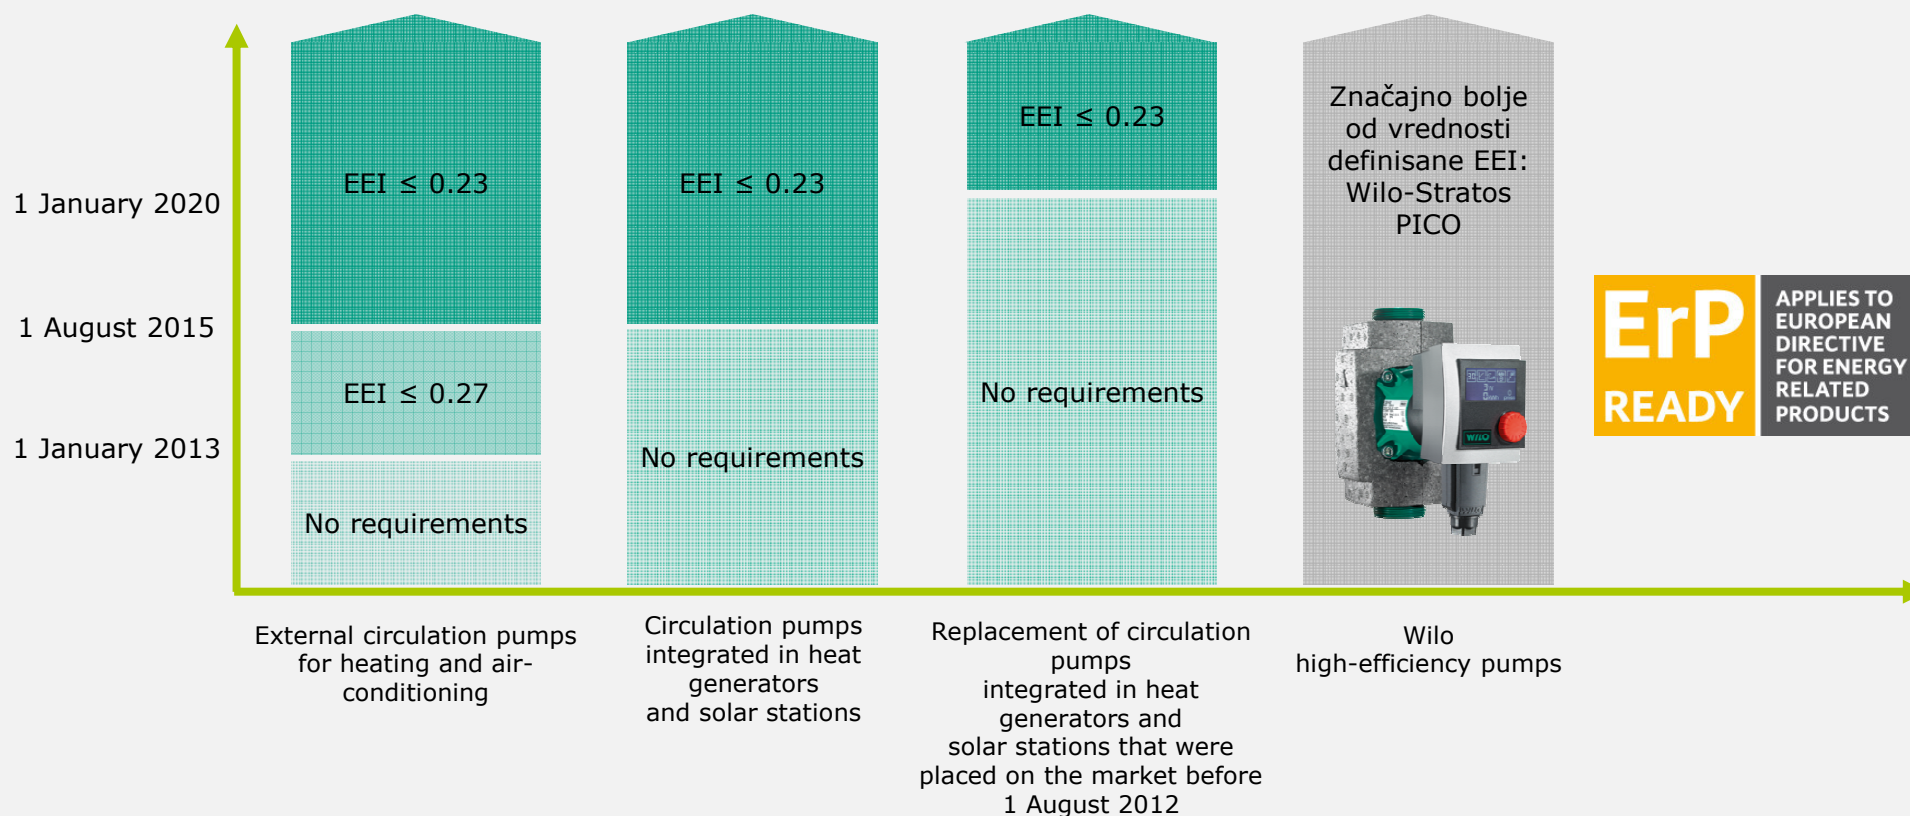 1 January 2020
1 August 2015
1 January 2013
EEI ≤ 0.23
EEI ≤ 0.27
No requirements
External circulation pumps
for heating and air-
conditioning
EEI ≤ 0.23
No requirements
Circulation pumps
integrated in heat
generators
and solar stations
EEI ≤ 0.23
No requirements
Replacement of circulation
pumps
integrated in heat
generators and
solar stations that were
placed on the market before
1 August 2012
Značajno bolje
od vrednosti
definisane EEI:
Wilo-Stratos
PICO
WILO
Wilo
high-efficiency pumps
ErP
READY
APPLIES TO
EUROPEAN
DIRECTIVE
FOR ENERGY
RELATED
PRODUCTS